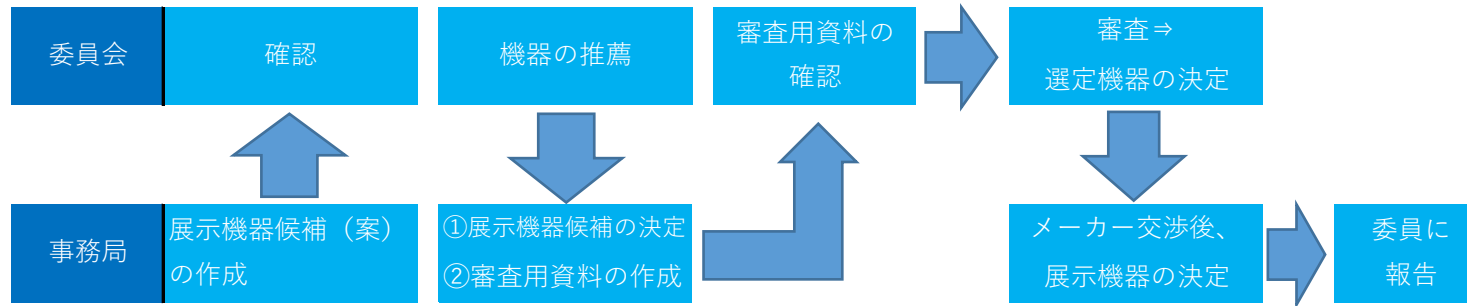 委員会
確認
機器の推薦
審査用資料の
確認
審査⇒
選定機器の決定
事務局
展示機器候補（案）
の作成
①展示機器候補の決定
②審査用資料の作成
メーカー交渉後、
展示機器の決定
委員に
報告